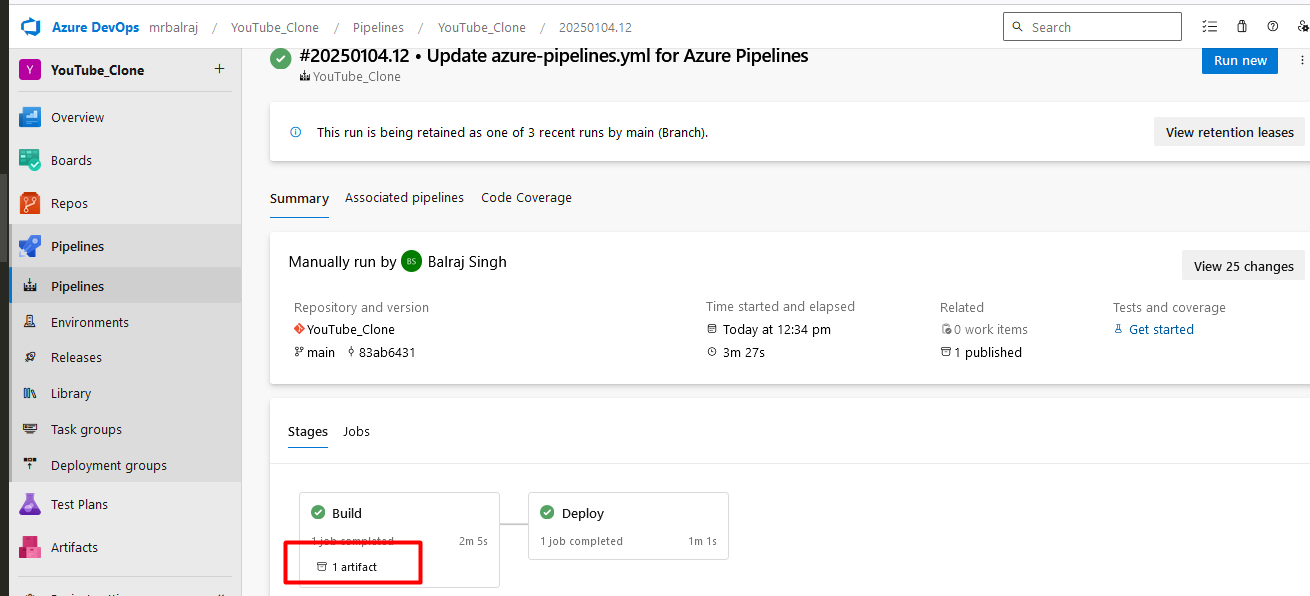 Azure DevOps mrbalraj / YouTube_Clone / Pipelines / YouTube_Clone / 20250104.12
Search
Y YouTube_Clone +
Overview
Boards
Repos
Pipelines
Pipelines
Environments
Releases
Library
Task groups
Deployment groups
Test Plans
Artifacts
#20250104.12 • Update azure-pipelines.yml for Azure Pipelines
YouTube_Clone
Run new
This run is being retained as one of 3 recent runs by main (Branch).
View retention leases
Summary Associated pipelines Code Coverage
Manually run by BS Balraj Singh
View 25 changes
Repository and version
YouTube_Clone
main 83ab6431
Time started and elapsed
Today at 12:34 pm
3m 27s
Related
0 work items
1 published
Tests and coverage
Get started
Stages Jobs
Build
1 job completed 2m 5s
1 artifact
Deploy
1 job completed 1m 1s